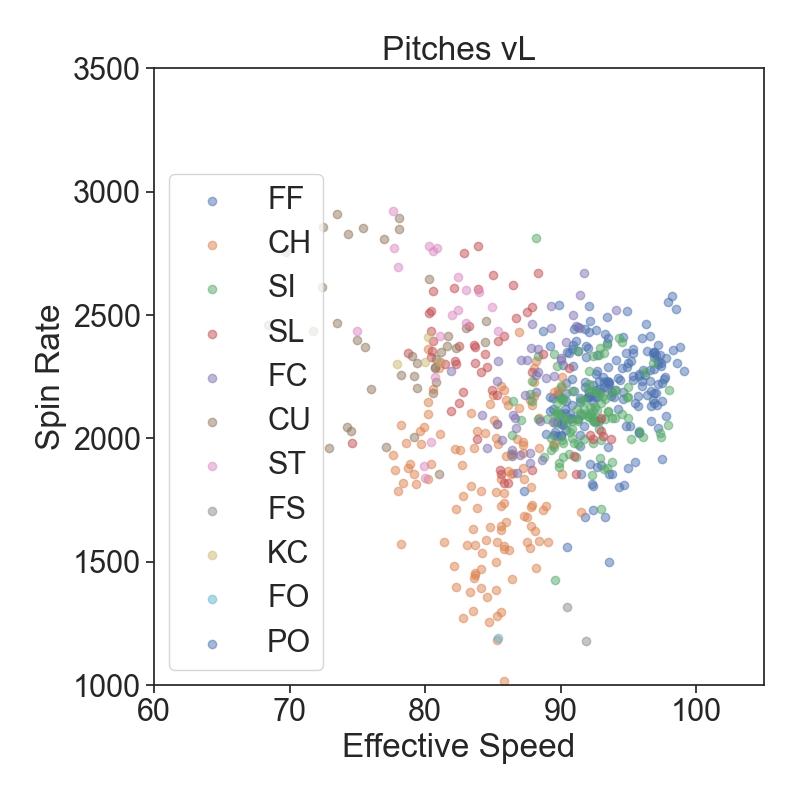 Pitches vL
3500
3000
2500
2000
1500
1000
Spin Rate
FF
CH
SI
SL
FC
CU
ST
FS
KC
FO
PO
60 70 80 90 100
Effective Speed